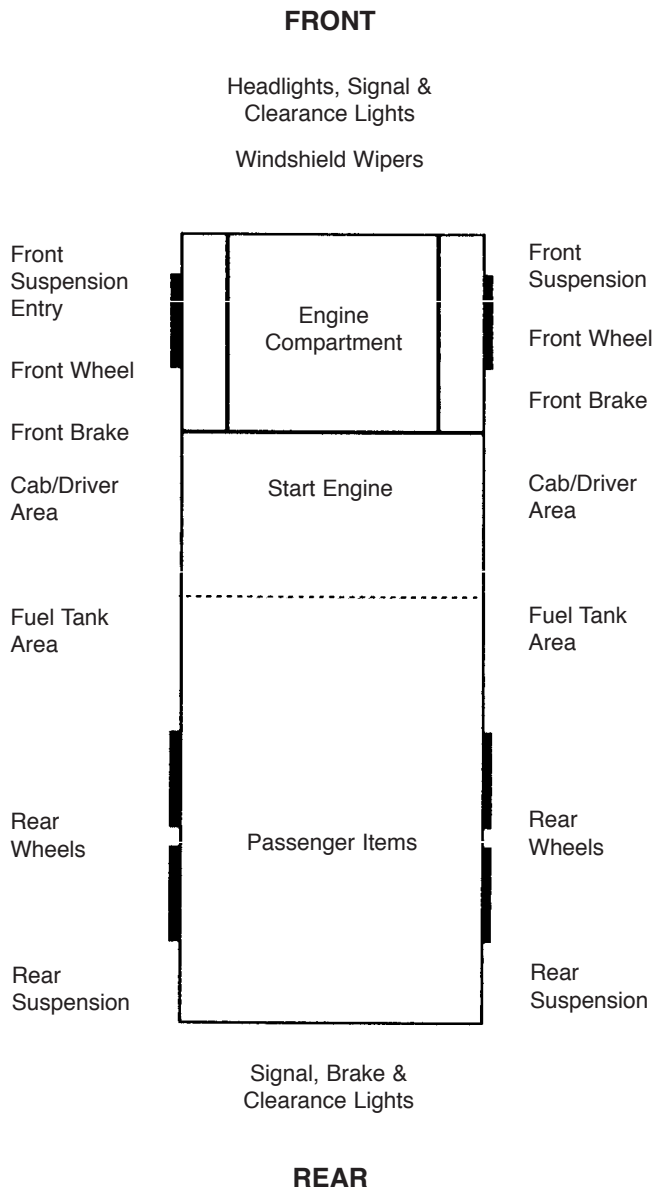 FRONT
Headlights, Signal &
Clearance Lights
Windshield Wipers
Front
Suspension
Entry
Front Wheel
Front Brake
Cab/Driver
Area
Fuel Tank
Area
Rear
Wheels
Rear
Suspension
Engine
Compartment
Start Engine
Passenger Items
Front
Suspension
Front Wheel
Front Brake
Cab/Driver
Area
Fuel Tank
Area
Rear
Wheels
Rear
Suspension
Signal, Brake &
Clearance Lights
REAR